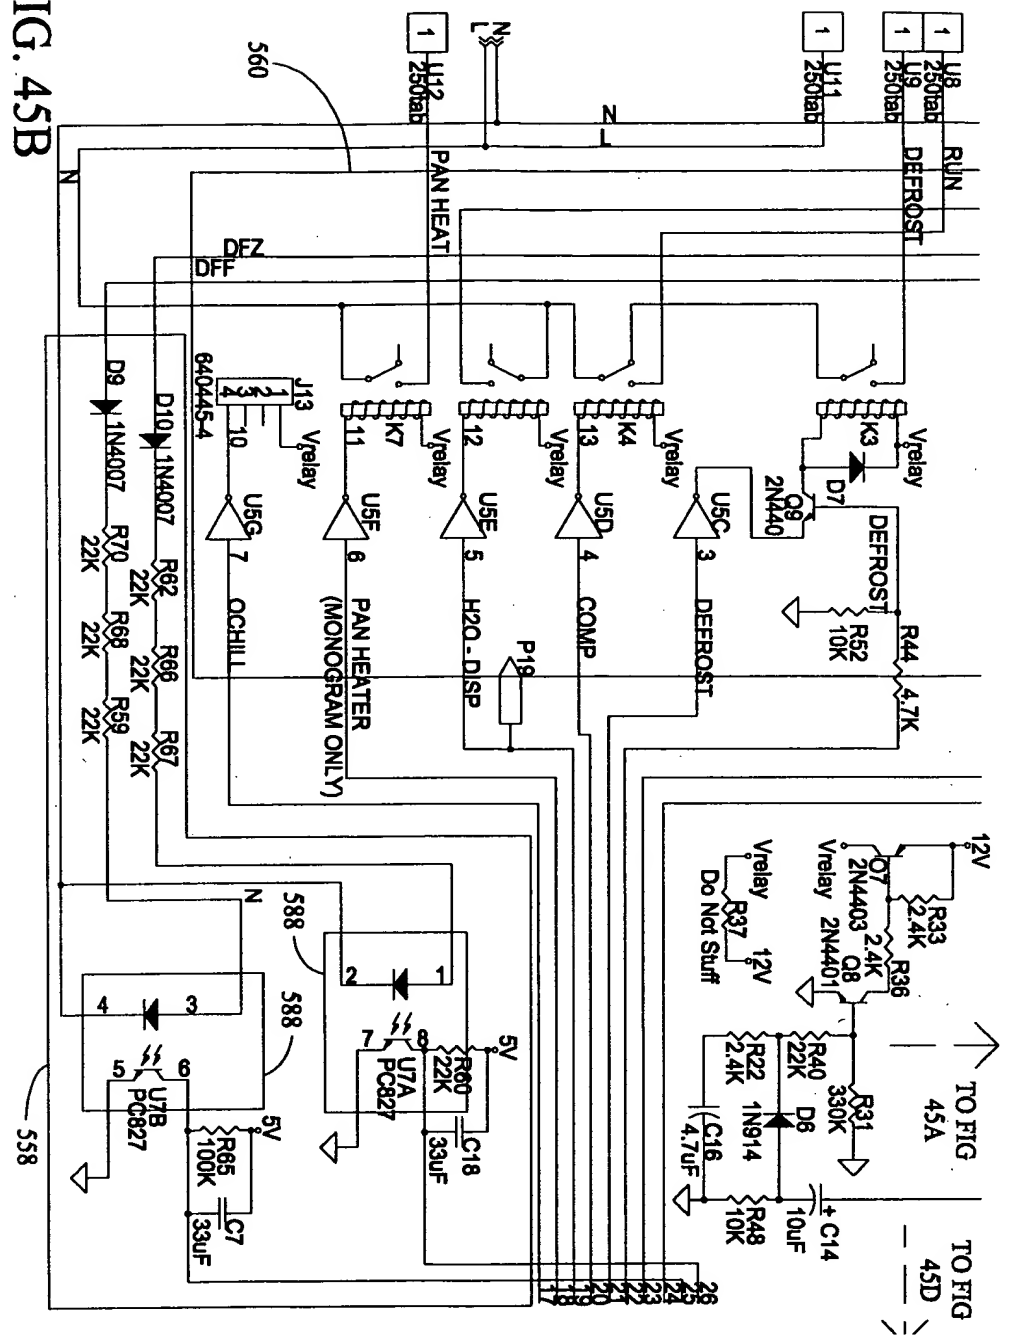 FIG. 45B
560
1
U12
250tab
N
L
1
U11
250tab
1
U9
250tab
1
U8
250tab
N
L
N
PAN HEAT
DEFROST
RUN
DFZ
DFF
D9
1N4007
D10
1N4007
640445-4
J13
4 3 2 1
Vrelay
10
K7
Vrelay
11
Vrelay
12
K4
Vrelay
13
K3
Vrelay
D7
Q9
2N440
U5G
7
U5F
6
U5E
5
U5D
4
U5C
3
DEFROST
R52
10K
R44
4.7K
R70
22K
R62
22K
R68
22K
R66
22K
R59
22K
R67
22K
QCHILL
PAN HEATER
(MONOGRAM ONLY)
H2O - DISP
P19
COMP
DEFROST
12V
Q7
2N4403
Vrelay
R33
2.4K
R36
2.4K
Q8
2N4401
Vrelay
R37
12V
Do Not Stuff
R40
22K
R31
330K
R22
2.4K
D6
1N914
C16
4.7uF
R48
10K
+ C14
10uF
TO FIG
45A
TO FIG
45D
N
588
2
1
7
8
U7A
PC827
5V
R60
22K
C18
33uF
588
4
3
5
6
U7B
PC827
5V
R65
100K
C7
33uF
558
17
18
19
20
21
22
23
24
25
26